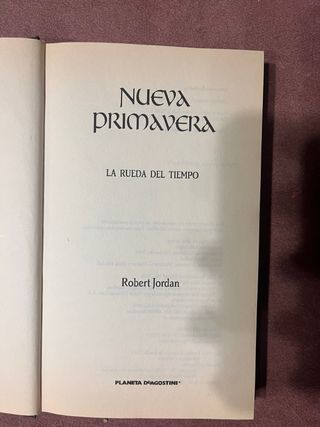 NUEVA
PRIMAVERA
LA RUEDA DEL TIEMPO
Robert Jordan
PLANETA DEAGOSTINI